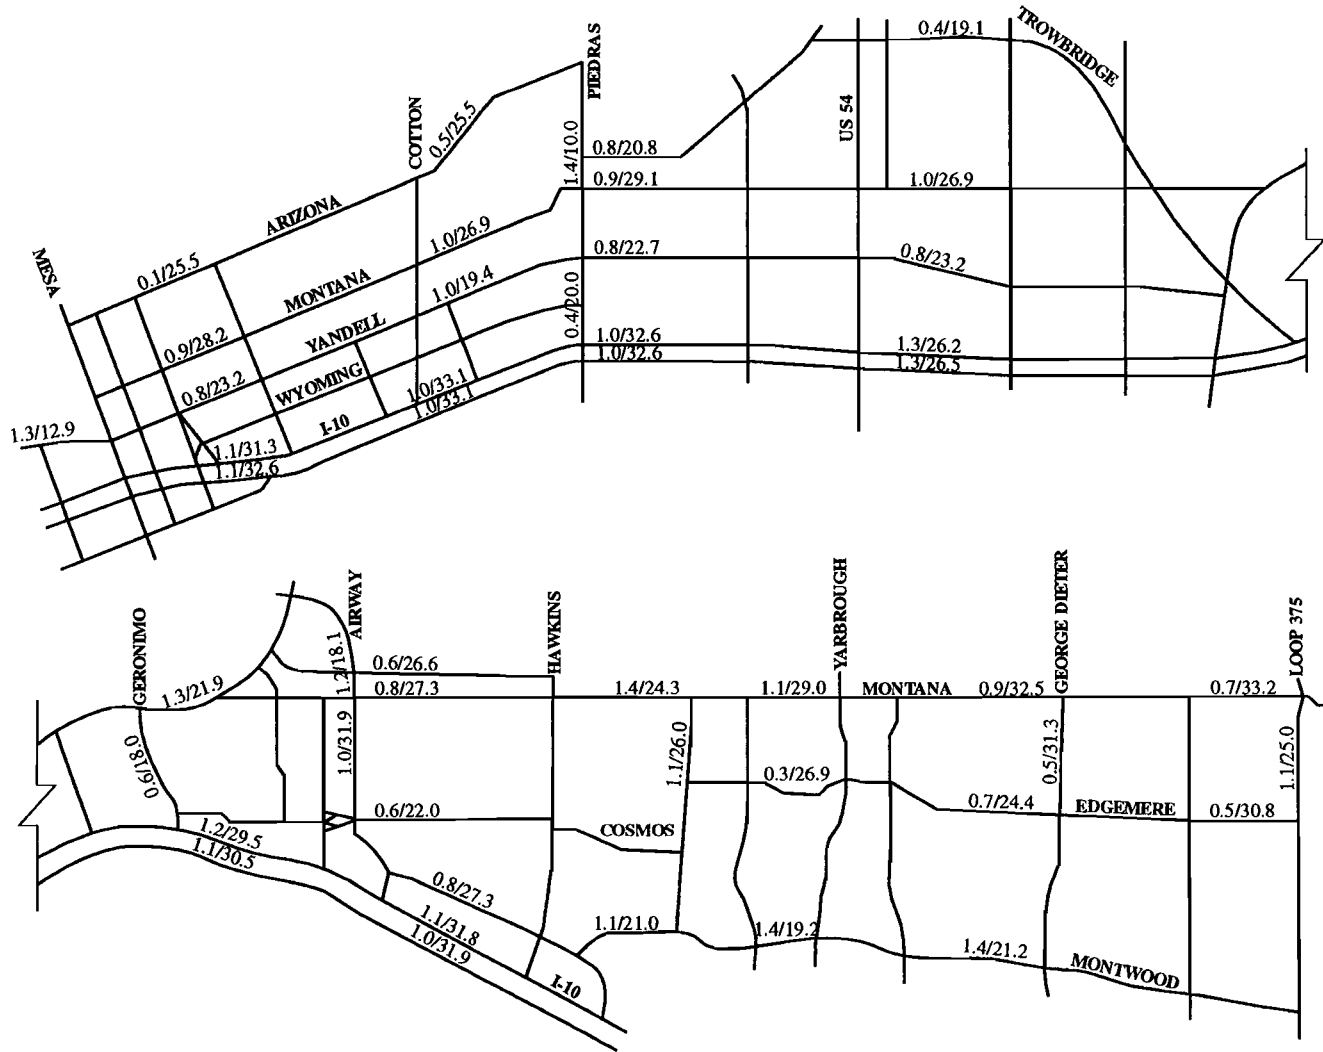 0.4/19.1
TROWBRIDGE
PIEDRAS
COTTON
0.5/25.5
US 54
1.4/10.0
0.8/20.8
0.9/29.1
1.0/26.9
ARIZONA
1.0/26.9
0.8/22.7
0.8/23.2
MESA
0.1/25.5
MONTANA
1.0/19.4
0.4/20.0
0.9/28.2
YANDELL
1.0/32.6
1.0/32.6
1.3/26.2
1.3/26.5
0.8/23.2
WYOMING
1.0/33.1
1.0/33.1
I-10
1.3/12.9
1.1/31.3
1.1/32.6
GERONIMO
AIRWAY
HAWKINS
YARBROUGH
GEORGE DIETER
LOOP 375
1.3/21.9
1.2/18.1
0.6/26.6
0.8/27.3
1.4/24.3
1.1/29.0
MONTANA
0.9/32.5
0.7/33.2
0.6/18.0
1.0/31.9
1.1/26.0
0.5/31.3
1.1/25.0
0.3/26.9
0.7/24.4
EDGEMERE
0.5/30.8
1.2/29.5
1.1/30.5
0.6/22.0
COSMOS
0.8/27.3
1.1/31.8
1.0/31.9
1.1/21.0
1.4/19.2
1.4/21.2
MONTWOOD
I-10